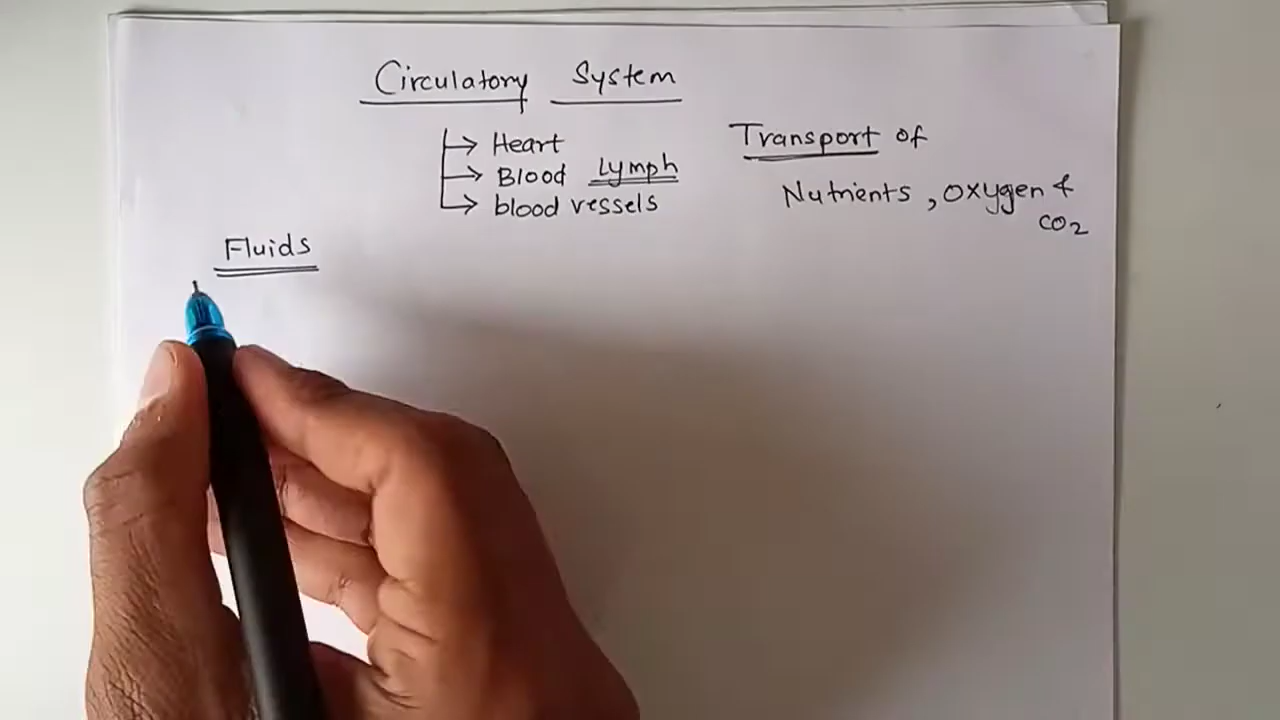 Circulatory System
Heart
Blood Lymph
blood vessels
Transport of
Nutrients, oxygen &
CO2
Fluids